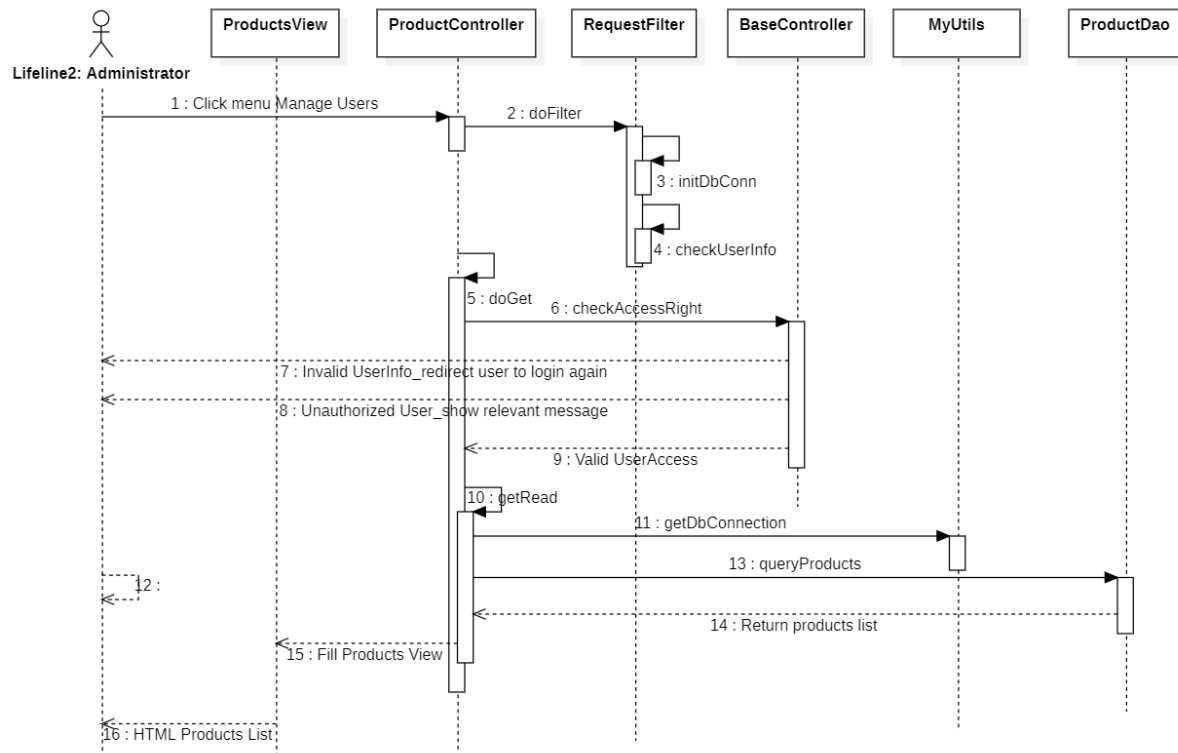 ProductsView
ProductController
RequestFilter
BaseController
MyUtils
ProductDao
Lifeline2: Administrator
1 : Click menu Manage Users
2 : doFilter
3 : initDbConn
4 : checkUserInfo
5 : doGet
6 : checkAccessRight
7 : Invalid UserInfo_redirect user to login again
8 : Unauthorized User_show relevant message
9 : Valid UserAccess
10 : getRead
11 : getDbConnection
12 :
13 : queryProducts
14 : Return products list
15 : Fill Products View
16 : HTML Products List